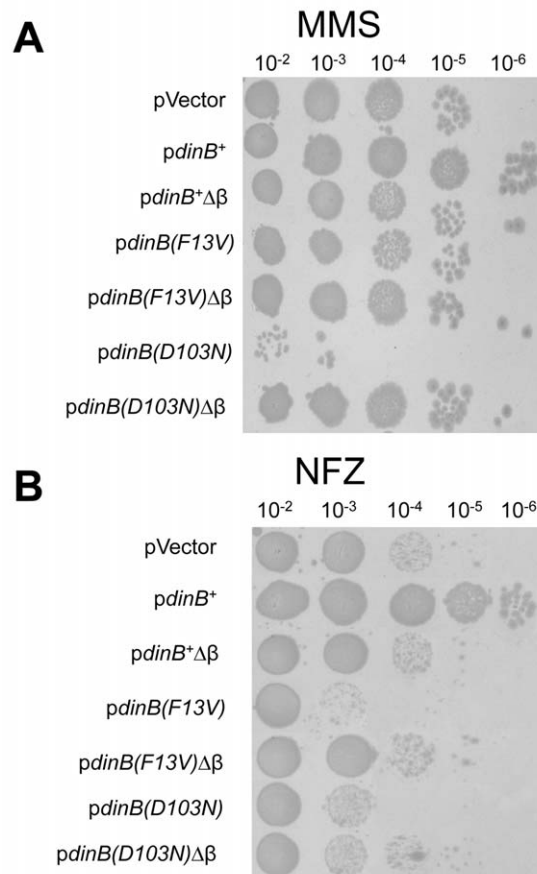 A
MMS
10-2 10-3 10-4 10-5 10-6
pVector
pdinB+
pdinB+Δβ
pdinB(F13V)
pdinB(F13V)Δβ
pdinB(D103N)
pdinB(D103N)Δβ
B
NFZ
10-2 10-3 10-4 10-5 10-6
pVector
pdinB+
pdinB+Δβ
pdinB(F13V)
pdinB(F13V)Δβ
pdinB(D103N)
pdinB(D103N)Δβ